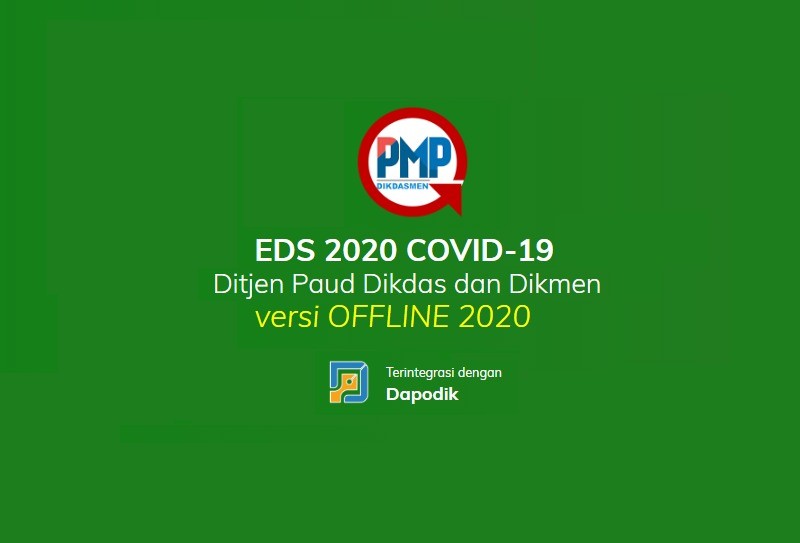 PMP
DIKDASMEN
EDS 2020 COVID-19
Ditjen Paud Dikdas dan Dikmen
versi OFFLINE 2020
Terintegrasi dengan
Dapodik